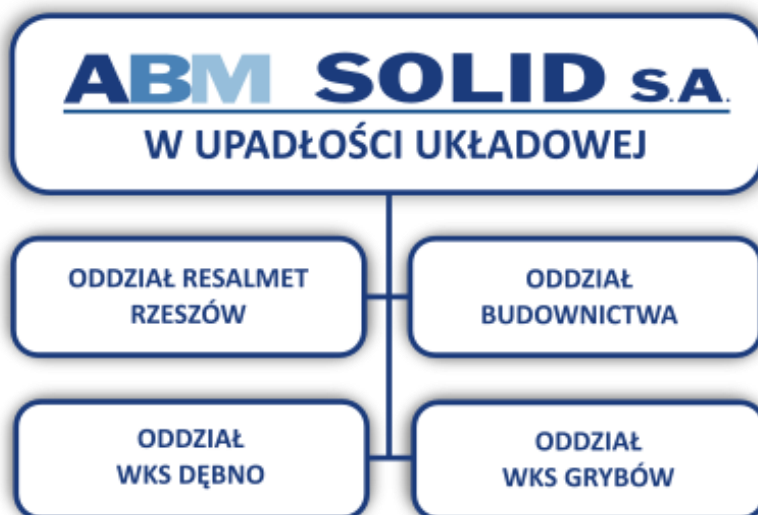 ABM SOLID S.A.
W UPADŁOŚCI UKŁADOWEJ
ODDZIAŁ RESALMET
RZESZÓW
ODDZIAŁ
BUDOWNICTWA
ODDZIAŁ
WKS DĘBNO
ODDZIAŁ
WKS GRYBÓW